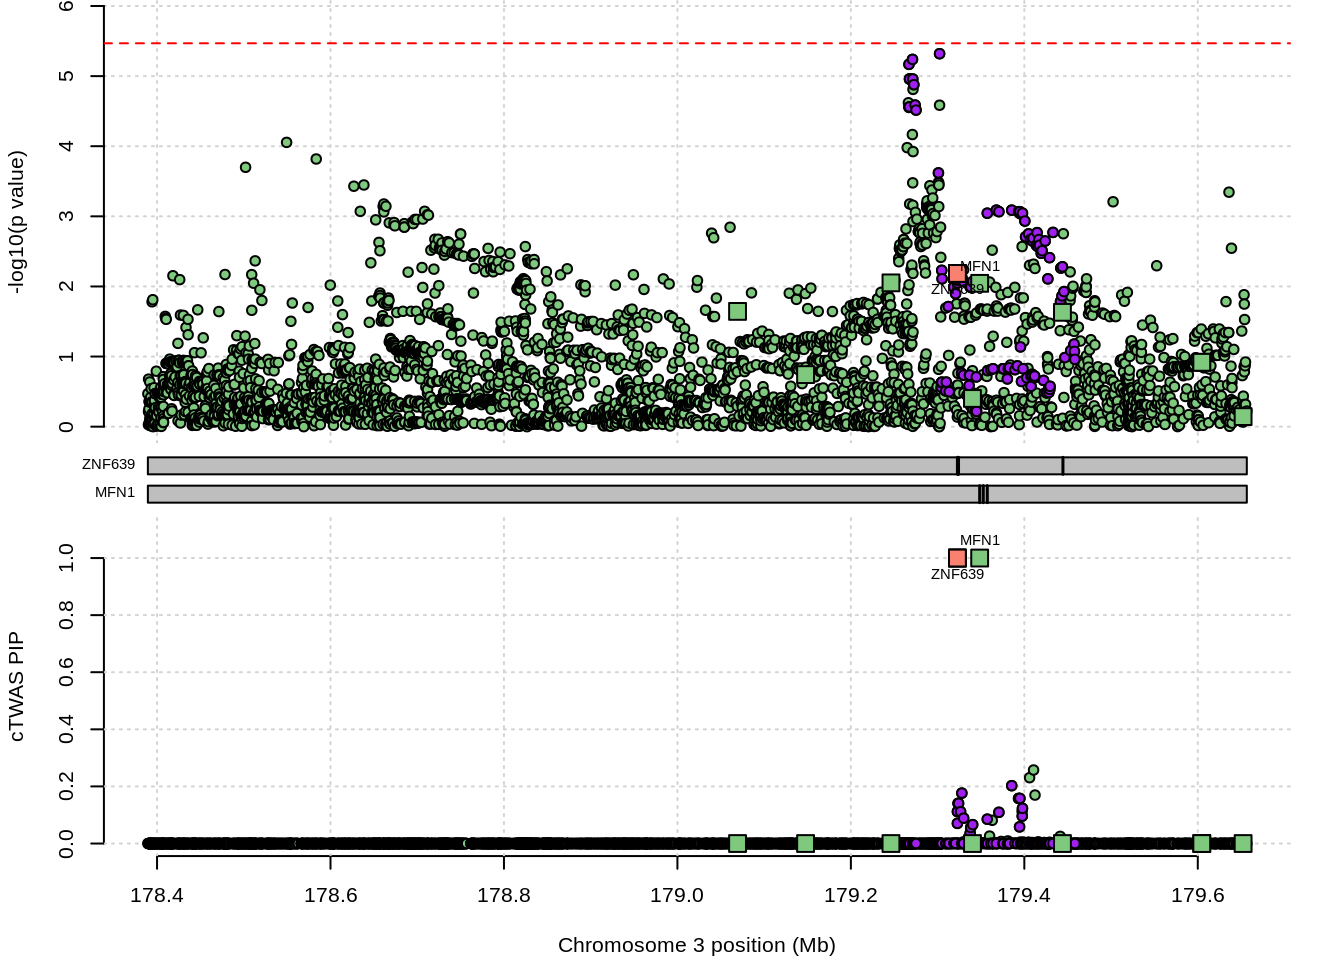 6
5
4
3
2
1
0
-log10(p value)
MFN1
ZNF639
ZNF639
MFN1
1.0
0.8
0.6
0.4
0.2
0.0
cTWAS PIP
MFN1
ZNF639
178.4 178.6 178.8 179.0 179.2 179.4 179.6
Chromosome 3 position (Mb)